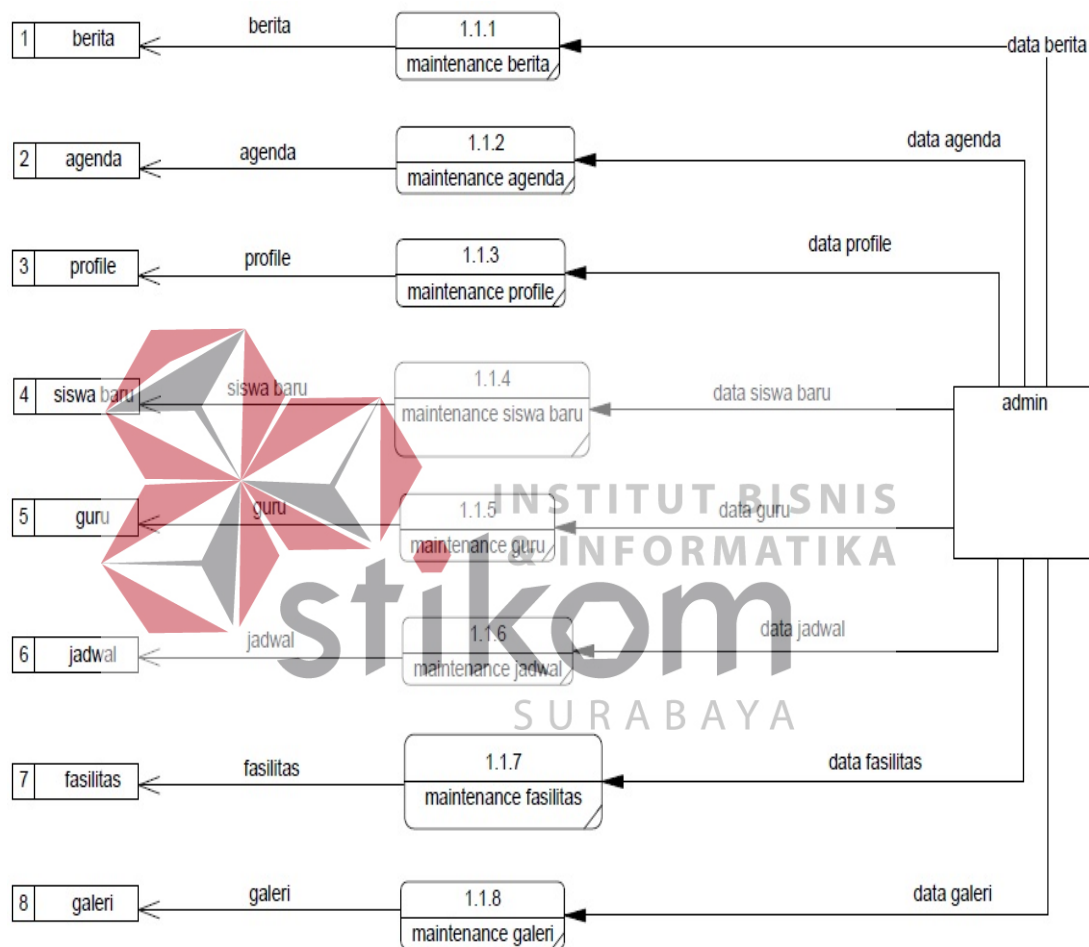 1 berita
berita
1.1.1
maintenance berita
data berita
2 agenda
agenda
1.1.2
maintenance agenda
data agenda
3 profile
profile
1.1.3
maintenance profile
data profile
4 siswa baru
siswa baru
1.1.4
maintenance siswa baru
data siswa baru
admin
5 guru
guru
1.1.5
maintenance guru
data guru
INSTITUT BISNIS
& INFORMATIKA
stikom
SURABAYA
6 jadwal
jadwal
1.1.6
maintenance jadwal
data jadwal
7 fasilitas
fasilitas
1.1.7
maintenance fasilitas
data fasilitas
8 galeri
galeri
1.1.8
maintenance galeri
data galeri